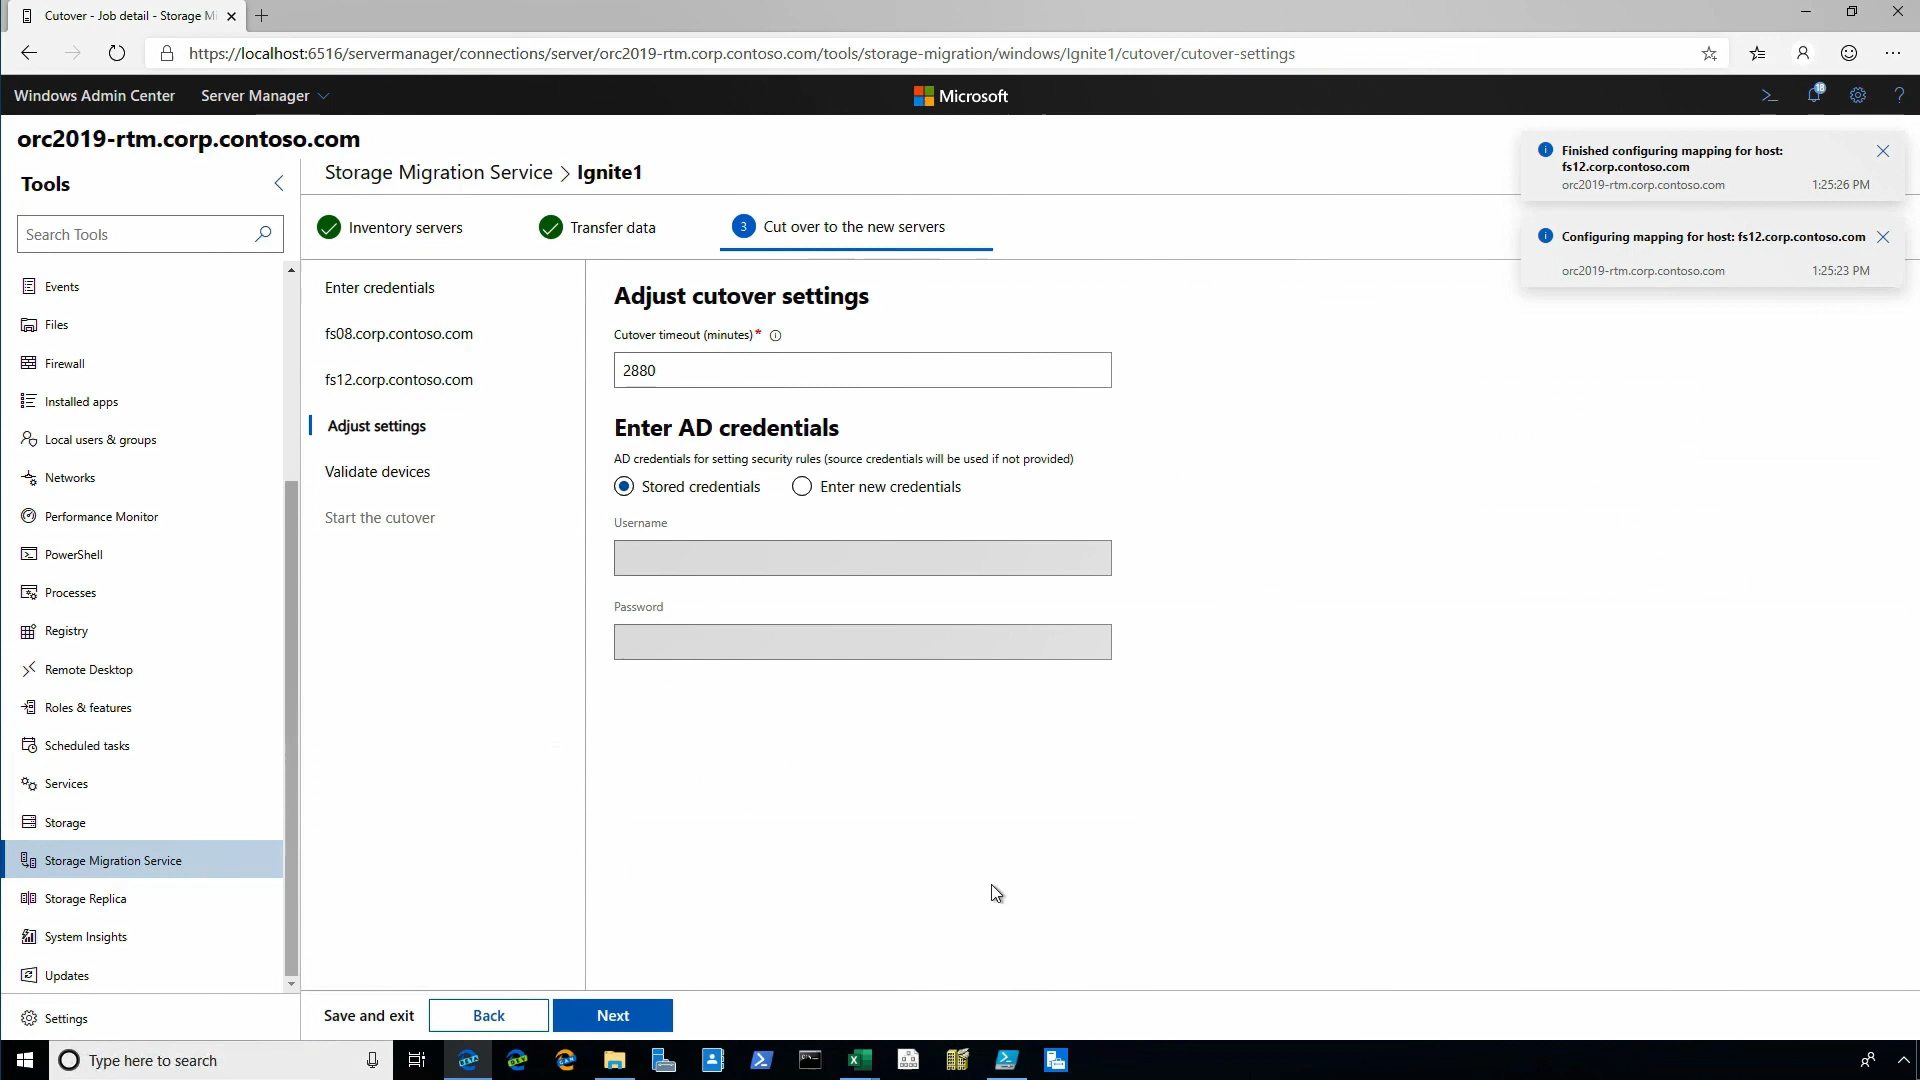 Cutover - Job detail - Storage Mi
https://localhost:6516/servermanager/connections/server/orc2019-rtm.corp.contoso.com/tools/storage-migration/windows/Ignite1/cutover/cutover-settings
Windows Admin Center
Server Manager
Microsoft
18
orc2019-rtm.corp.contoso.com
Tools
Search Tools
Events
Files
Firewall
Installed apps
Local users & groups
Networks
Performance Monitor
PowerShell
Processes
Registry
Remote Desktop
Roles & features
Scheduled tasks
Services
Storage
Storage Migration Service
Storage Replica
System Insights
Updates
Settings
Storage Migration Service > Ignite1
Inventory servers
Transfer data
3 Cut over to the new servers
Enter credentials
fs08.corp.contoso.com
fs12.corp.contoso.com
Adjust settings
Validate devices
Start the cutover
Adjust cutover settings
Cutover timeout (minutes)*
2880
Enter AD credentials
AD credentials for setting security rules (source credentials will be used if not provided)
Stored credentials
Enter new credentials
Username
Password
Save and exit
Back
Next
Finished configuring mapping for host:
fs12.corp.contoso.com
orc2019-rtm.corp.contoso.com 1:25:26 PM
Configuring mapping for host: fs12.corp.contoso.com
orc2019-rtm.corp.contoso.com 1:25:23 PM
Type here to search
BETA
DEV
CAN